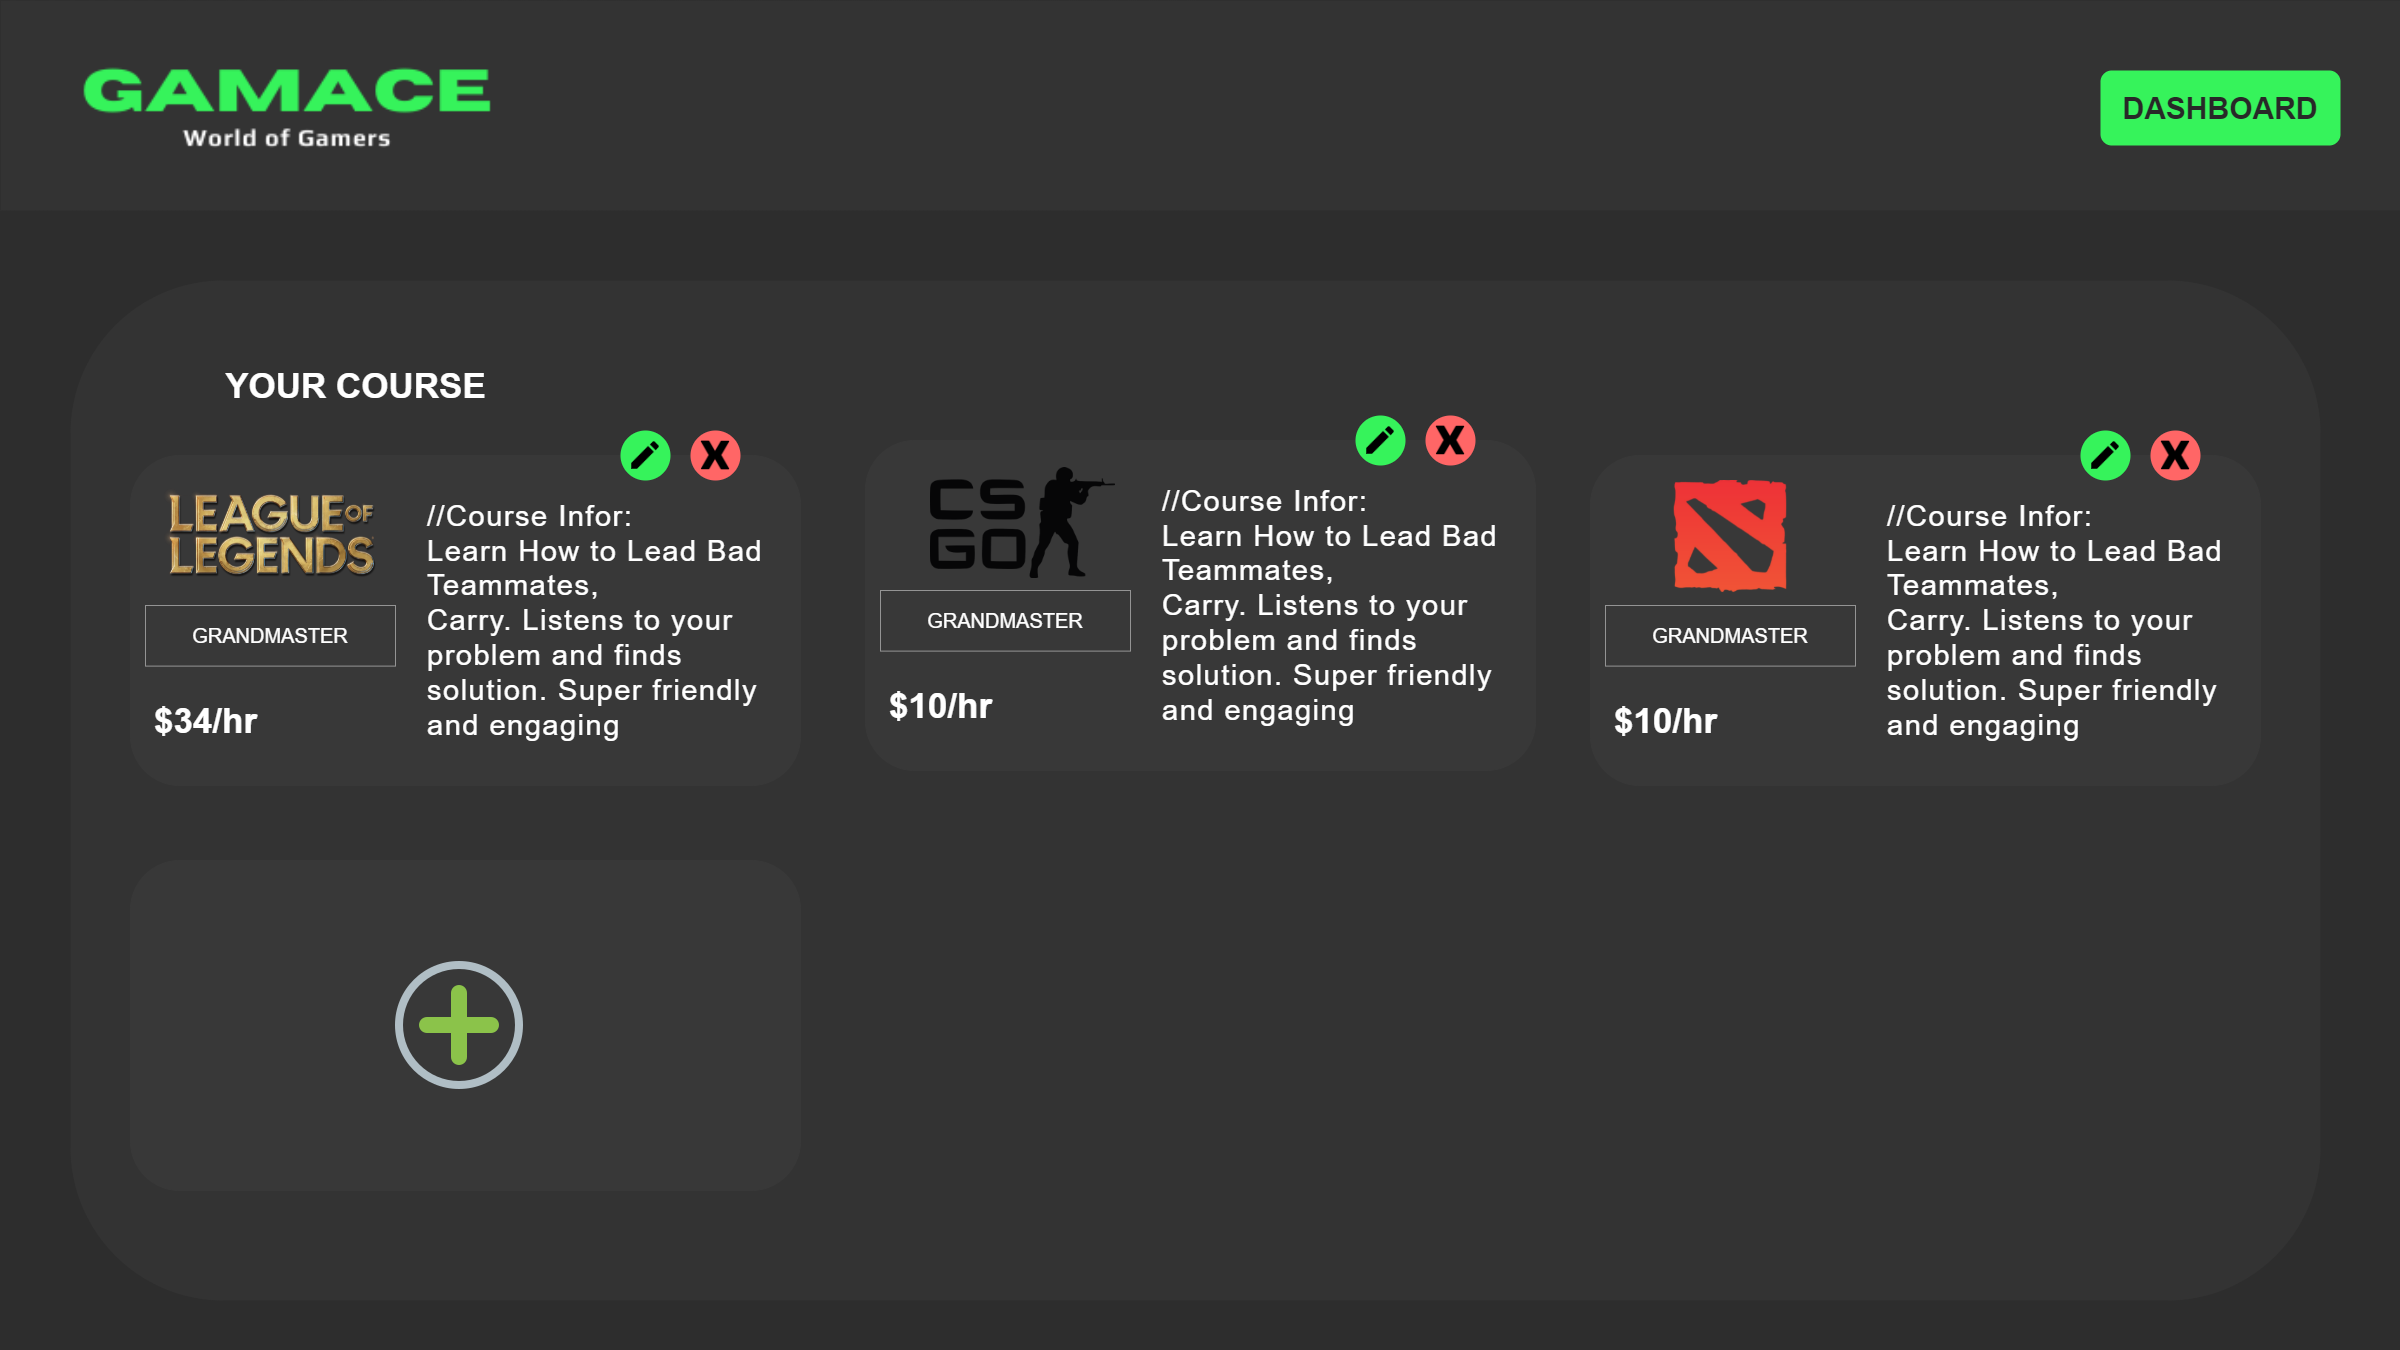 GAMACE
World of Gamers
DASHBOARD
YOUR COURSE
X
LEAGUE OF
LEGENDS
//Course Infor:
Learn How to Lead Bad
Teammates,
Carry. Listens to your
problem and finds
solution. Super friendly
and engaging
GRANDMASTER
$34/hr
X
CS
GO
//Course Infor:
Learn How to Lead Bad
Teammates,
Carry. Listens to your
problem and finds
solution. Super friendly
and engaging
GRANDMASTER
$10/hr
X
//Course Infor:
Learn How to Lead Bad
Teammates,
Carry. Listens to your
problem and finds
solution. Super friendly
and engaging
GRANDMASTER
$10/hr